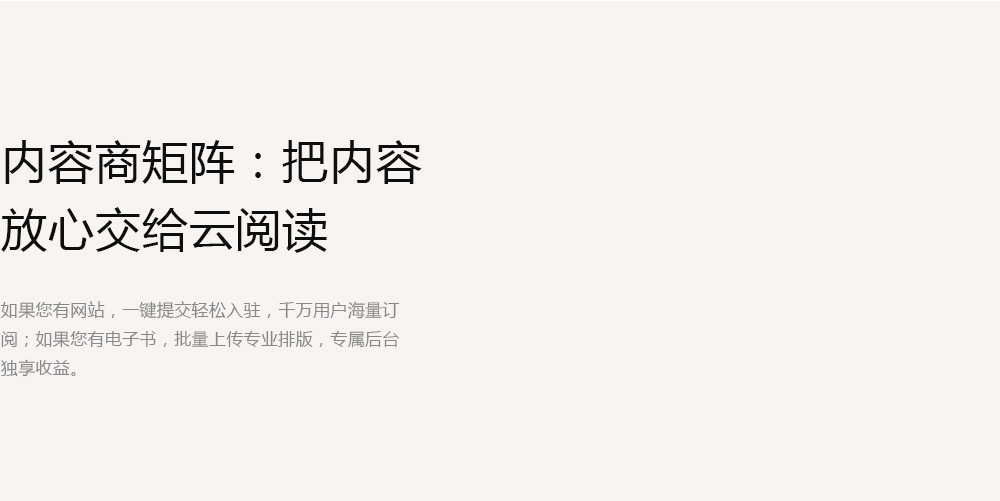 内容商矩阵：把内容
放心交给云阅读
如果您有网站，一键提交轻松入驻，千万用户海量订
阅；如果您有电子书，批量上传专业排版，专属后台
独享收益。